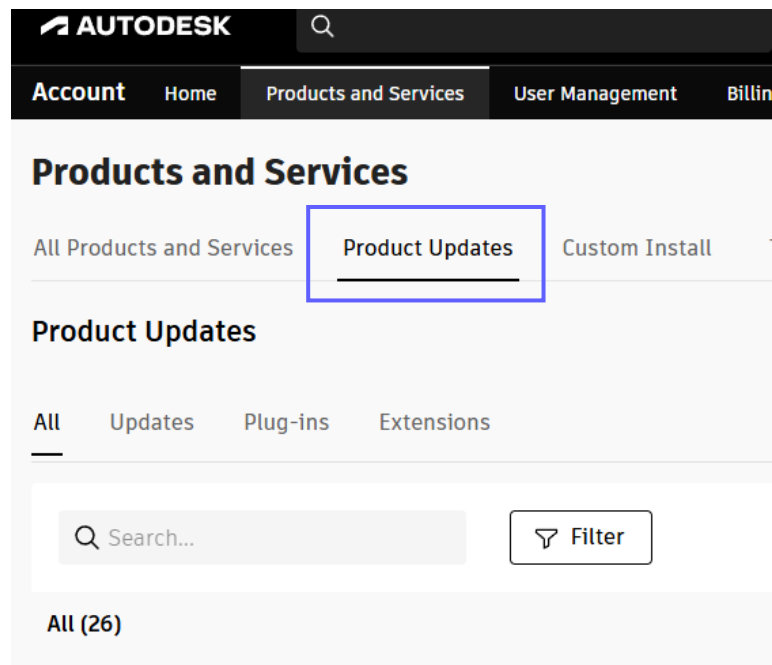 AUTODESK
Account Home Products and Services User Management Billin
Products and Services
All Products and Services Product Updates Custom Install
Product Updates
All Updates Plug-ins Extensions
Search... Filter
All (26)